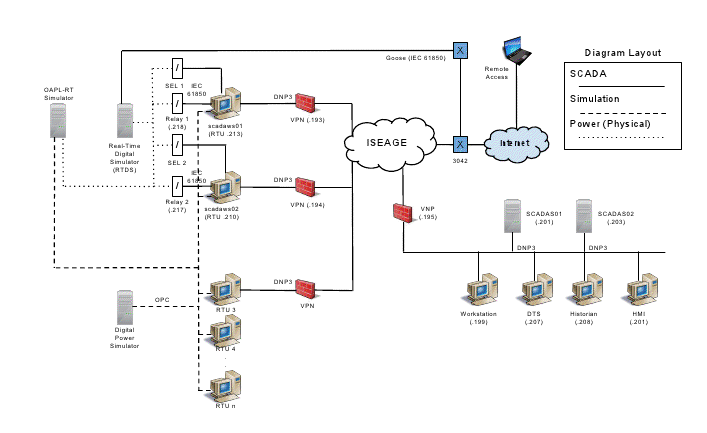 Goose (IEC 61850)
Remote
Access
Diagram Layout
SCADA
Simulation
Power (Physical)
OAPL-RT
Simulator
SEL 1
IEC
61850
DNP3
VPN (.193)
Relay 1
(.218)
scadaws01
(RTU .213)
Real-Time
Digital
Simulator
(RTDS)
SEL 2
ISEAGE
3042
Internet
IEC
61850
DNP3
VPN (.194)
Relay 2
(.217)
scadaws02
(RTU .210)
VNP
(.195)
SCADAS01
(.201)
SCADAS02
(.203)
DNP3
DNP3
DNP3
VPN
RTU 3
OPC
Workstation
(.199)
DTS
(.207)
Historian
(.208)
HMI
(.201)
Digital
Power
Simulator
RTU 4
RTU n